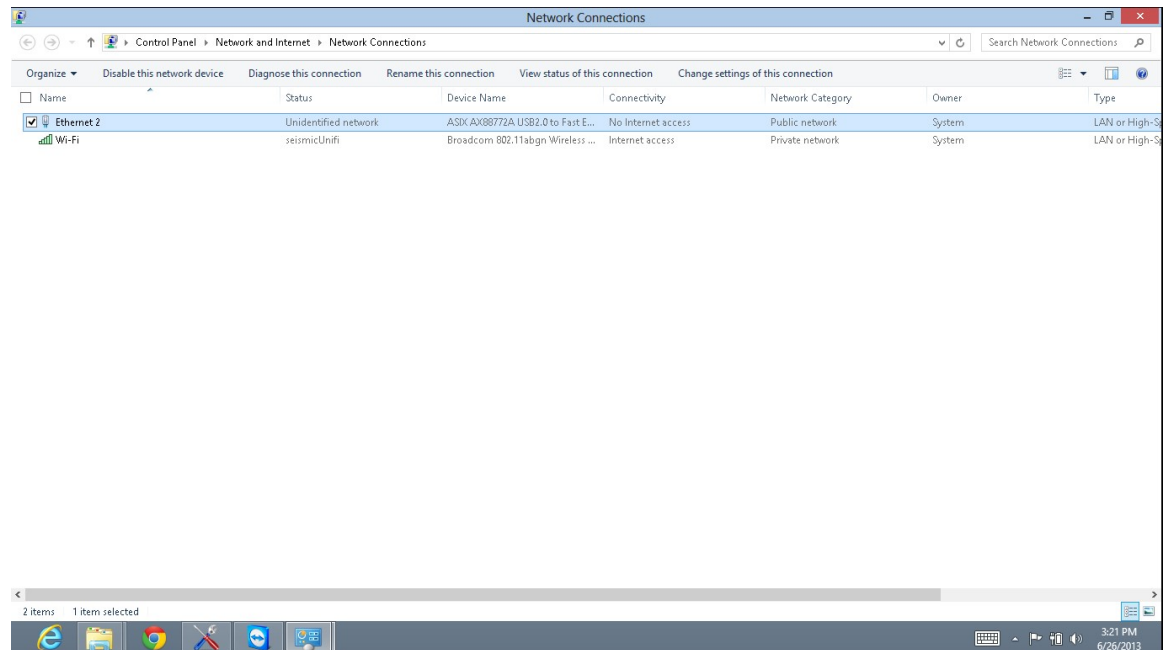 Network Connections
Control Panel Network and Internet Network Connections Search Network Connections
Organize Disable this network device Diagnose this connection Rename this connection View status of this connection Change settings of this connection
Name Status Device Name Connectivity Network Category Owner Type
Ethernet 2 Unidentified network ASIX AX88772A USB2.0 to Fast E... No Internet access Public network System LAN or High-Sp
Wi-Fi seismicUnifi Broadcom 802.11abgn Wireless ... Internet access Private network System LAN or High-Sp
2 items 1 item selected
3:21 PM
6/26/2013